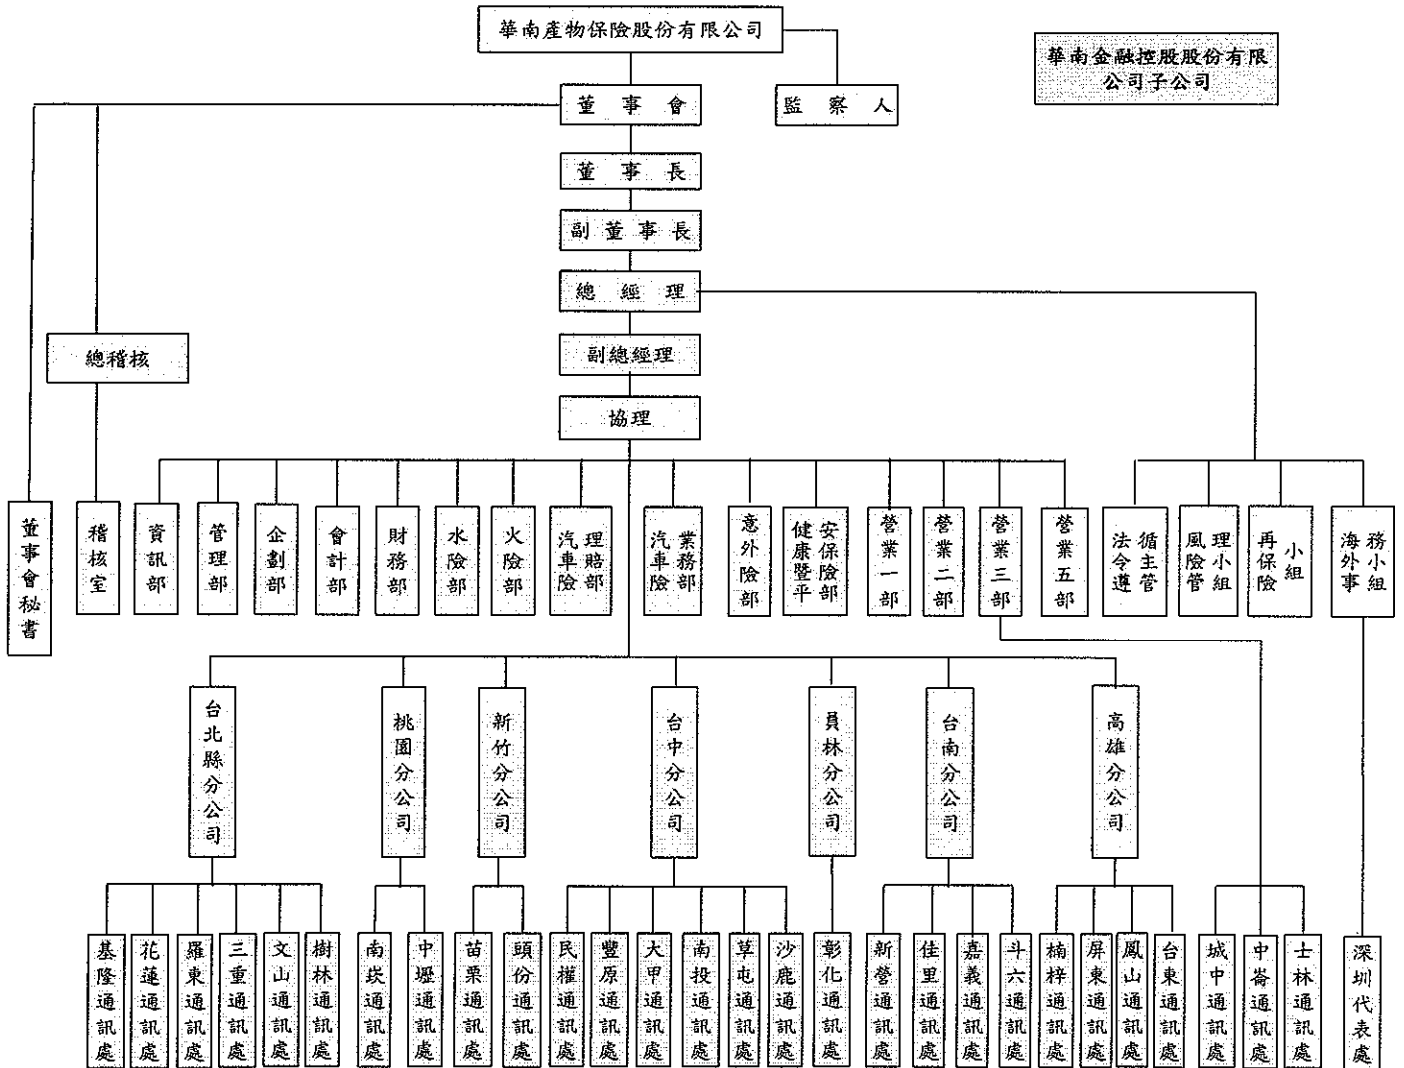 華南產物保險股份有限公司
華南金融控股股份有限
公司子公司
董事會
監察人
董事長
副董事長
總經理
總稽核
副總經理
協理
董事會秘書
稽核室
資訊部
管理部
企劃部
會計部
財務部
水險部
火險部
汽車險
理賠部
汽車險
業務部
意外險部
健康暨平
安保險部
營業一部
營業二部
營業三部
營業五部
法令遵
循主管
風險管
理小組
再保險
小組
海外事
務小組
台北縣分公司
桃園分公司
新竹分公司
台中分公司
員林分公司
台南分公司
高雄分公司
基隆通訊處
花蓮通訊處
羅東通訊處
三重通訊處
文山通訊處
樹林通訊處
南崁通訊處
中壢通訊處
苗栗通訊處
頭份通訊處
民權通訊處
豐原通訊處
大甲通訊處
南投通訊處
草屯通訊處
沙鹿通訊處
彰化通訊處
新營通訊處
佳里通訊處
嘉義通訊處
斗六通訊處
楠梓通訊處
屏東通訊處
鳳山通訊處
台東通訊處
城中通訊處
中崙通訊處
士林通訊處
深圳代表處